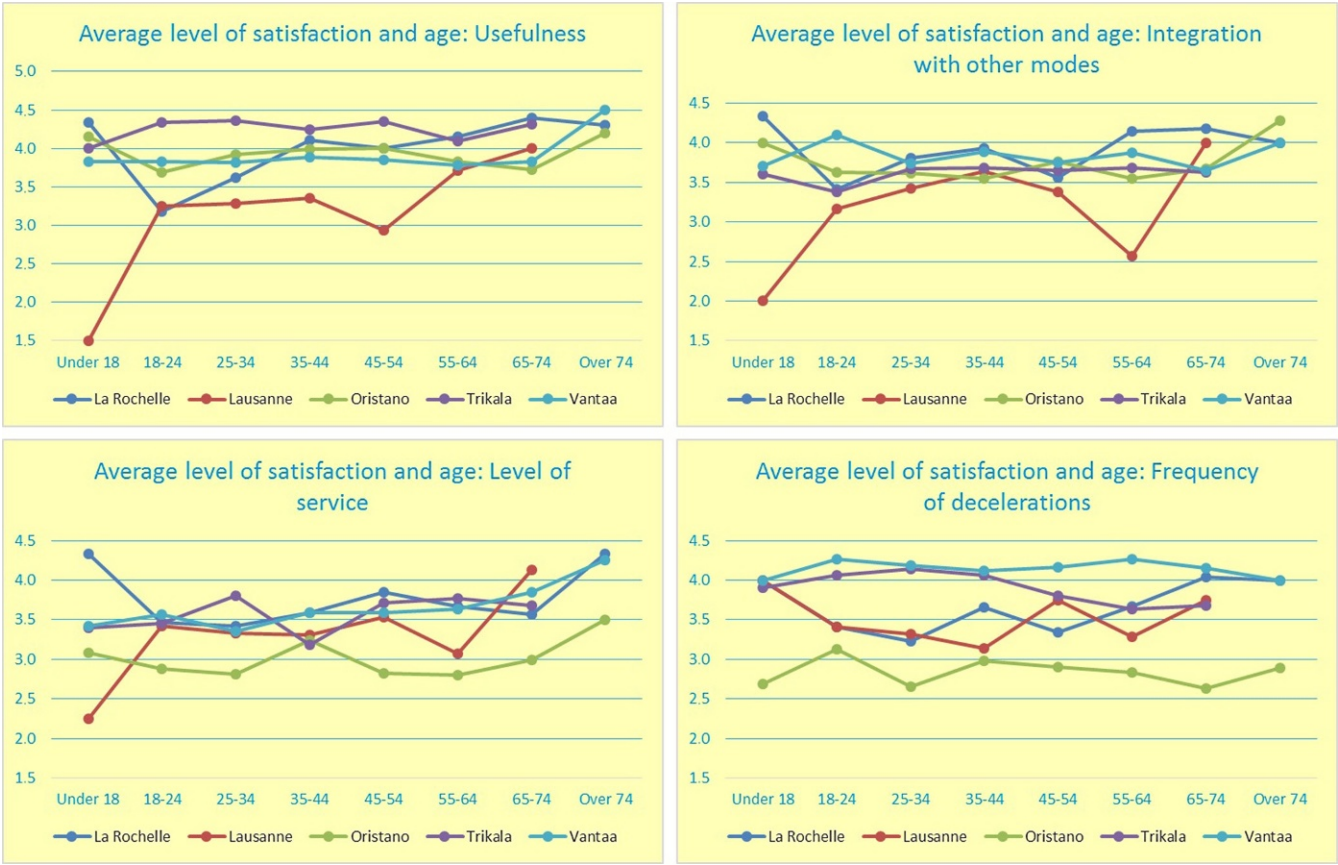 Average level of satisfaction and age: Usefulness
5.0
4.5
4.0
3.5
3.0
2.5
2.0
1.5
Under 18 18-24 25-34 35-44 45-54 55-64 65-74 Over 74
La Rochelle Lausanne Oristano Trikala Vantaa
Average level of satisfaction and age: Integration
with other modes
4.5
4.0
3.5
3.0
2.5
2.0
1.5
Under 18 18-24 25-34 35-44 45-54 55-64 65-74 Over 74
La Rochelle Lausanne Oristano Trikala Vantaa
Average level of satisfaction and age: Level of
service
4.5
4.0
3.5
3.0
2.5
2.0
1.5
Under 18 18-24 25-34 35-44 45-54 55-64 65-74 Over 74
La Rochelle Lausanne Oristano Trikala Vantaa
Average level of satisfaction and age: Frequency
of decelerations
4.5
4.0
3.5
3.0
2.5
2.0
1.5
Under 18 18-24 25-34 35-44 45-54 55-64 65-74 Over 74
La Rochelle Lausanne Oristano Trikala Vantaa